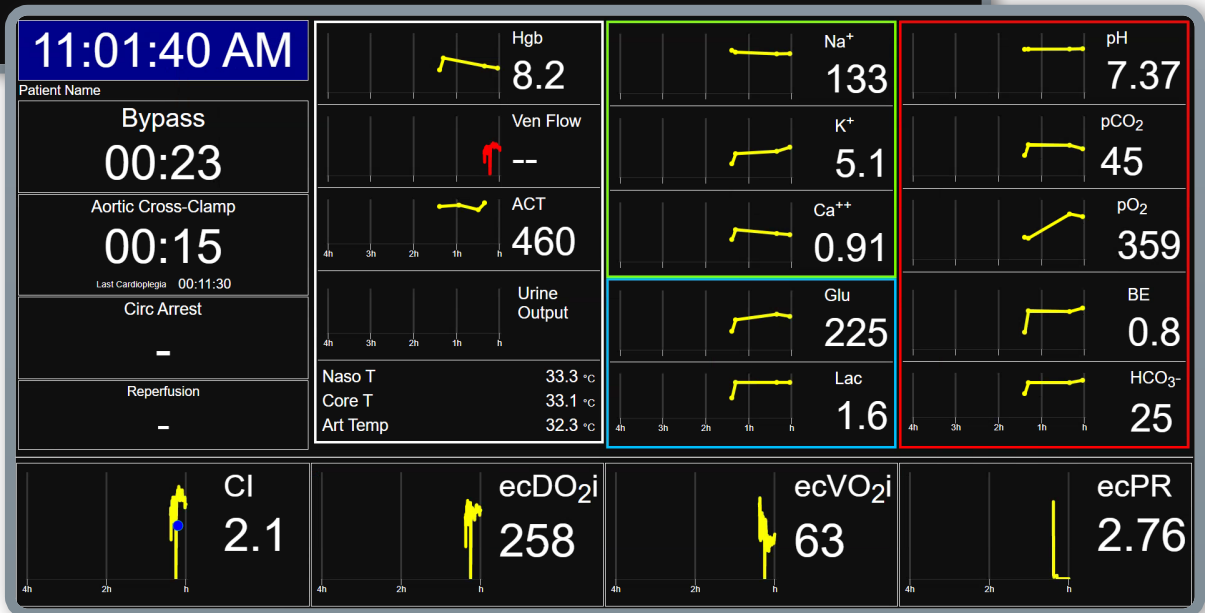 11:01:40 AM
Patient Name
Bypass
00:23
Aortic Cross-Clamp
00:15
Last Cardioplegia 00:11:30
Circ Arrest
-
Reperfusion
-
Hgb
8.2
Ven Flow
--
ACT
460
4h 3h 2h 1h h
Urine
Output
4h 3h 2h 1h h
Naso T 33.3 °C
Core T 33.1 °C
Art Temp 32.3 °C
Na+
133
K+
5.1
Ca++
0.91
Glu
225
Lac
1.6
4h 3h 2h 1h h
pH
7.37
pCO2
45
pO2
359
BE
0.8
HCO3-
25
4h 3h 2h 1h h
CI
2.1
4h 2h h
ecDO2i
258
4h 2h h
ecVO2i
63
4h 2h h
ecPR
2.76
4h 2h h